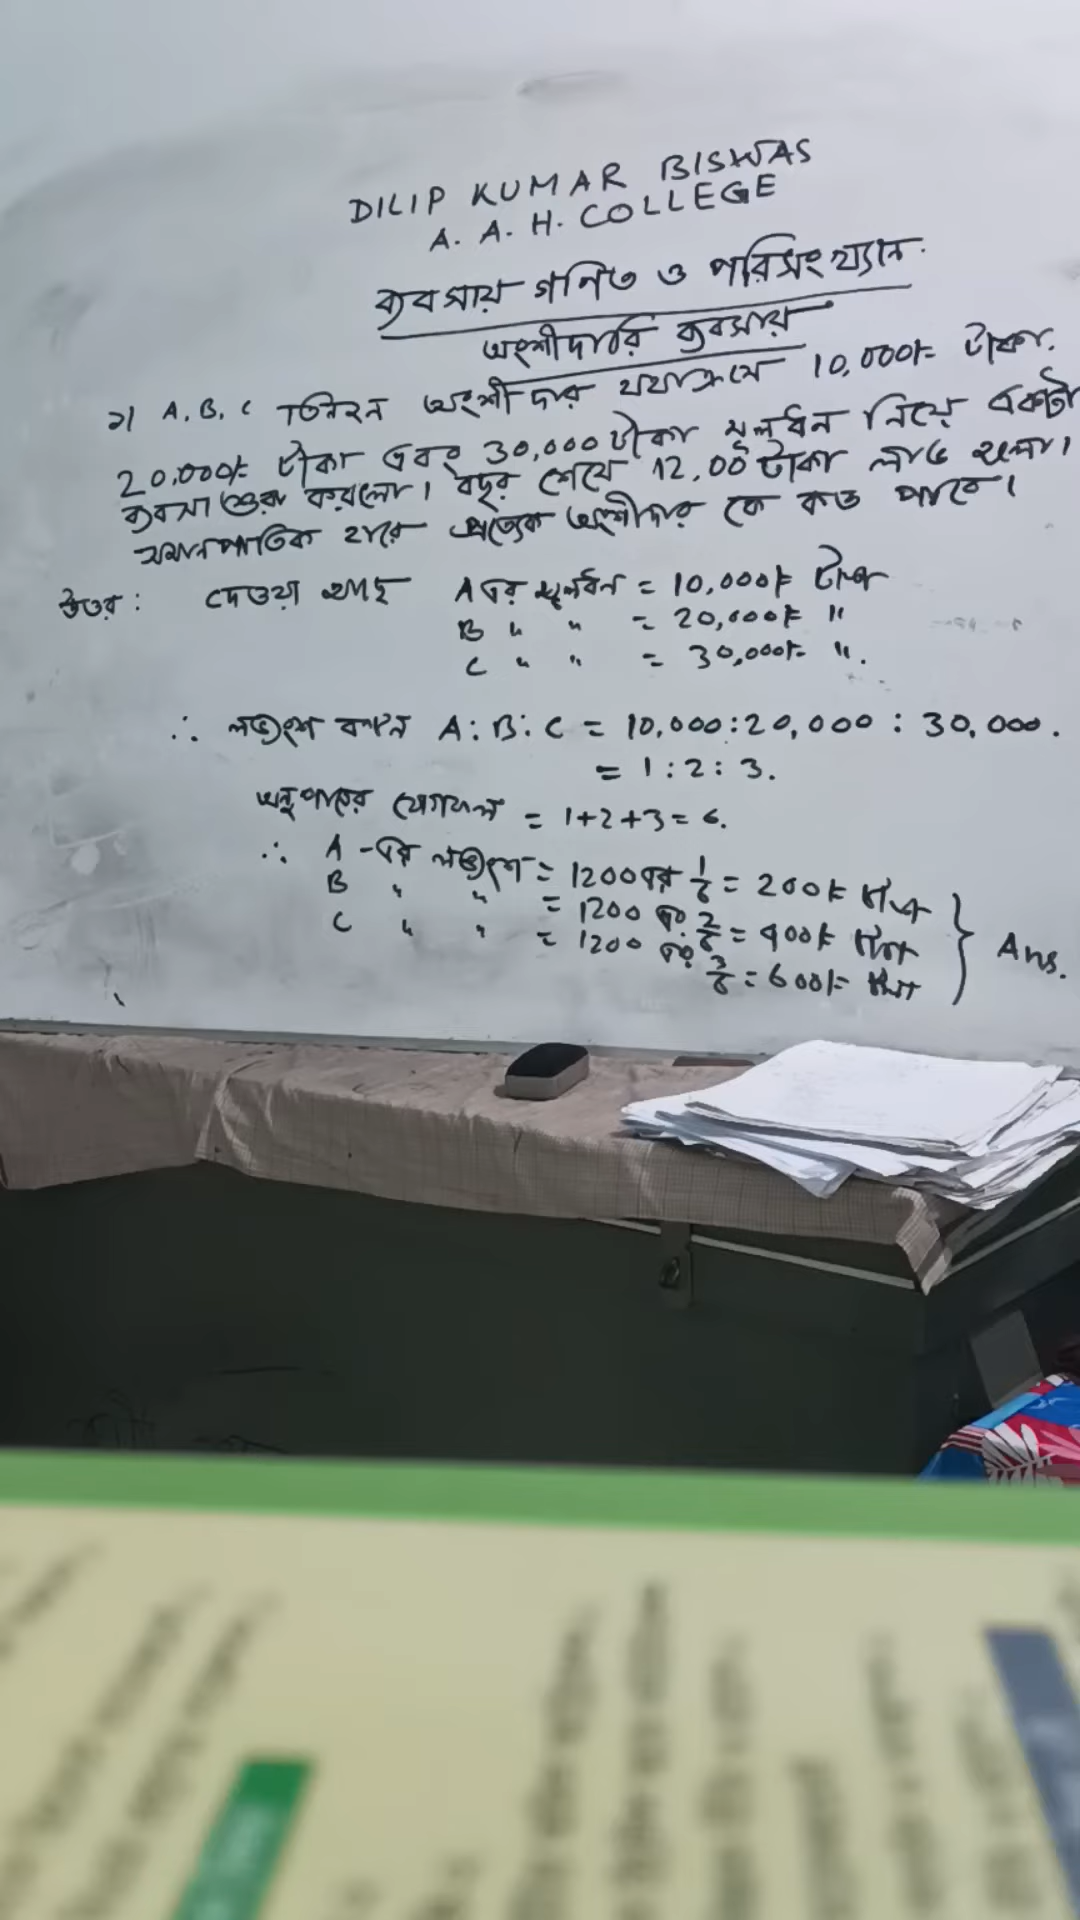 DILIP KUMAR BISWAS
A. A. H. COLLEGE
ব্যবসায় গণিত ও পরিসংখ্যান.
অংশীদারি ব্যবসায়
১। A, B, C তিনজন অংশীদার যথাক্রমে 10,000/= টাকা.
20,000/= টাকা এবং 30,000 টাকা মূলধন নিয়ে একটা
ব্যবসা শুরু করলো। বছর শেষে 12,00 টাকা লাভ হলো।
সমানুপাতিক হারে প্রত্যেক অংশীদার কে কত পাবে।
উত্তর: দেওয়া আছে A এর মূলধন = 10,000/= টাকা
B " " = 20,000/= "
C " " = 30,000/= ".
∴ লভ্যাংশ বণ্টন A:B:C = 10,000:20,000:30,000.
= 1:2:3.
অনুপাতের যোগফল = 1+2+3=6.
∴ A-এর লভ্যাংশ = 1200 এর 1/6 = 200/= টাকা
B " " = 1200 এর 2/6 = 400/= টাকা
C " " = 1200 এর 3/6 = 600/= টাকা
Ans.